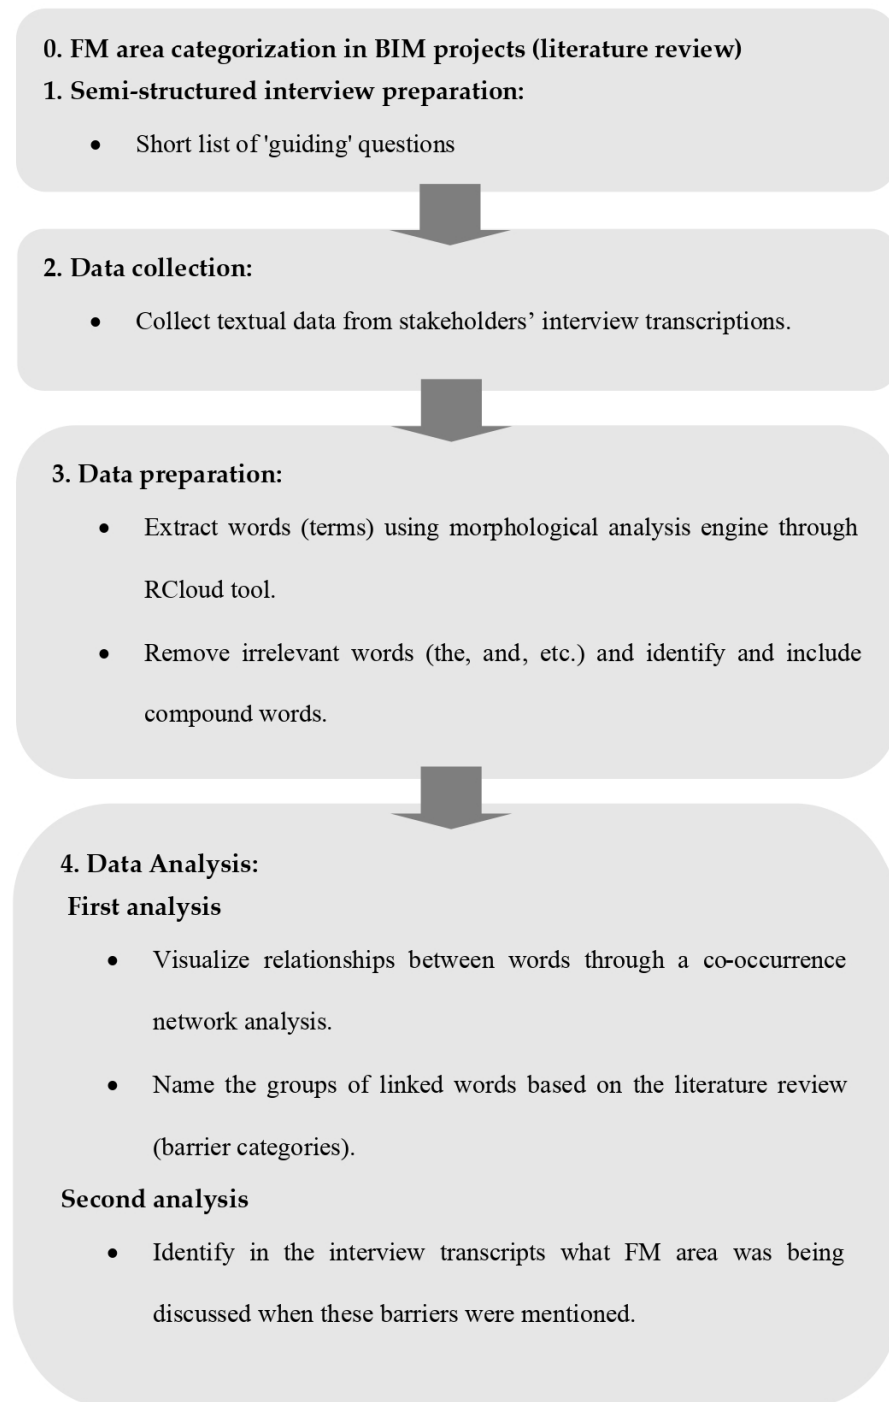 0. FM area categorization in BIM projects (literature review)
1. Semi-structured interview preparation:
• Short list of 'guiding' questions
2. Data collection:
• Collect textual data from stakeholders’ interview transcriptions.
3. Data preparation:
• Extract words (terms) using morphological analysis engine through
RCloud tool.
• Remove irrelevant words (the, and, etc.) and identify and include
compound words.
4. Data Analysis:
First analysis
• Visualize relationships between words through a co-occurrence
network analysis.
• Name the groups of linked words based on the literature review
(barrier categories).
Second analysis
• Identify in the interview transcripts what FM area was being
discussed when these barriers were mentioned.